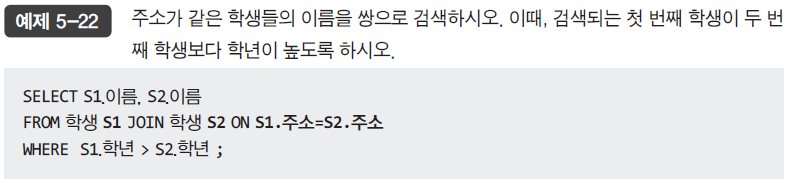 예제 5-22 주소가 같은 학생들의 이름을 쌍으로 검색하시오. 이때, 검색되는 첫 번째 학생이 두 번
째 학생보다 학년이 높도록 하시오.
SELECT S1.이름, S2.이름
FROM 학생 S1 JOIN 학생 S2 ON S1.주소=S2.주소
WHERE S1.학년 > S2.학년 ;